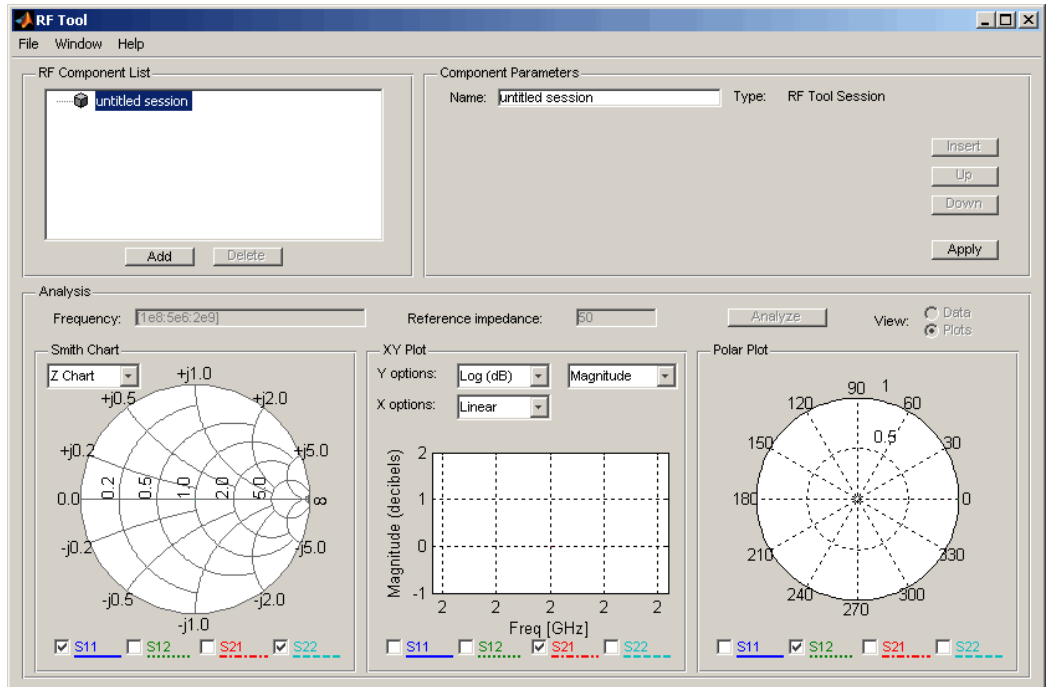 RF Tool
File Window Help
RF Component List
untitled session
Add Delete
Component Parameters
Name: untitled session Type: RF Tool Session
Insert
Up
Down
Apply
Analysis
Frequency: [1e8:5e6:2e9] Reference impedance: 50 Analyze View: Data
Plots
Smith Chart
Z Chart
+j1.0
+j0.5 +j2.0
+j0.2 +j5.0
0.0 0.2 0.5 1.0 2.0 5.0 ∞
-j0.2 -j5.0
-j0.5 -j2.0
-j1.0
S11 S12 S21 S22
XY Plot
Y options: Log (dB) Magnitude
X options: Linear
Magnitude (decibels)
2
1
0
-1
2 2 2 2 2
Freq [GHz]
S11 S12 S21 S22
Polar Plot
90 1
120 60
150 0.5 30
180 0
210 330
240 300
270
S11 S12 S21 S22